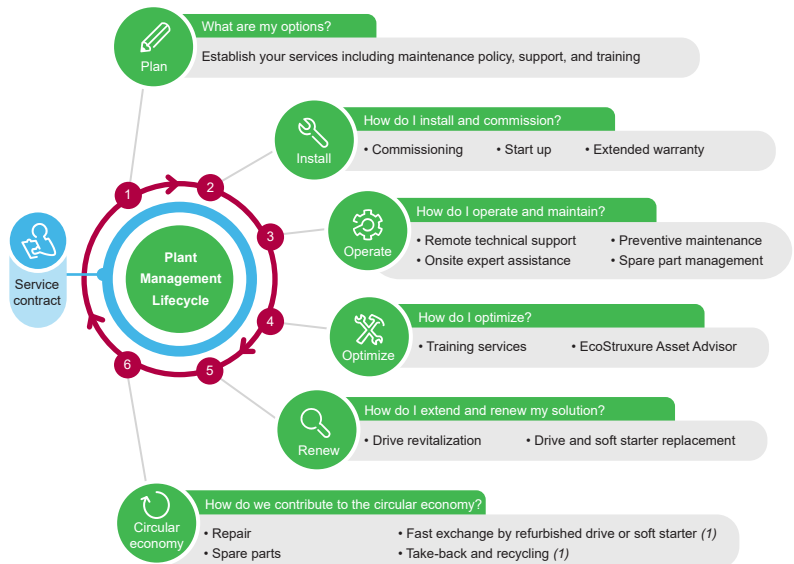 What are my options?
Plan
Establish your services including maintenance policy, support, and training
How do I install and commission?
Install
• Commissioning • Start up • Extended warranty
1
2
3
4
5
6
Plant
Management
Lifecycle
Service
contract
How do I operate and maintain?
Operate
• Remote technical support • Preventive maintenance
• Onsite expert assistance • Spare part management
How do I optimize?
Optimize
• Training services • EcoStruxure Asset Advisor
How do I extend and renew my solution?
Renew
• Drive revitalization • Drive and soft starter replacement
How do we contribute to the circular economy?
Circular
economy
• Repair • Fast exchange by refurbished drive or soft starter (1)
• Spare parts • Take-back and recycling (1)